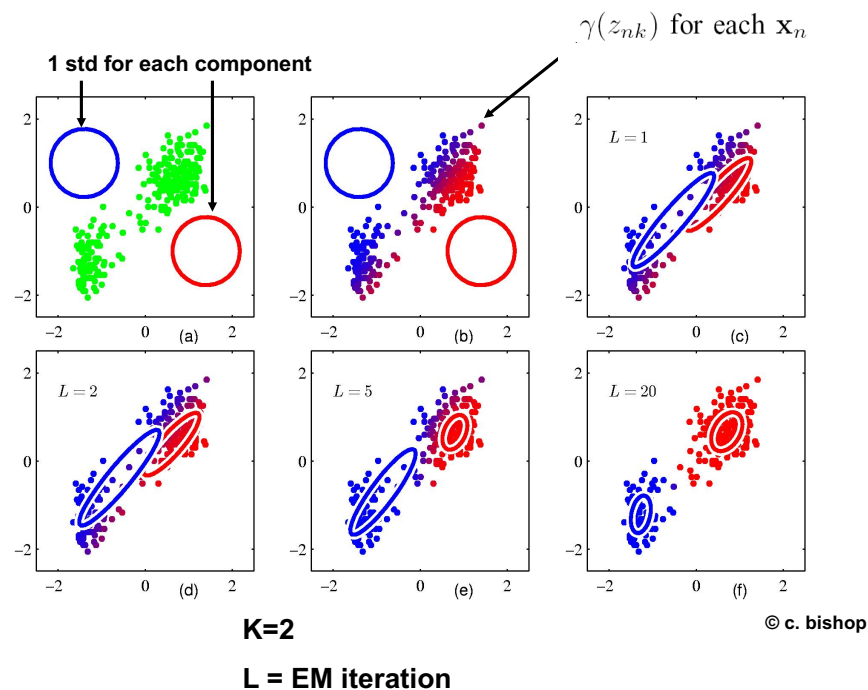 γ(z_{nk}) for each x_n
1 std for each component
2
0
−2
−2 0 (a) 2
2
0
−2
−2 0 (b) 2
L = 1
2
0
−2
−2 0 (c) 2
L = 2
2
0
−2
−2 0 (d) 2
L = 5
2
0
−2
−2 0 (e) 2
L = 20
2
0
−2
−2 0 (f) 2
K=2
© c. bishop
L = EM iteration